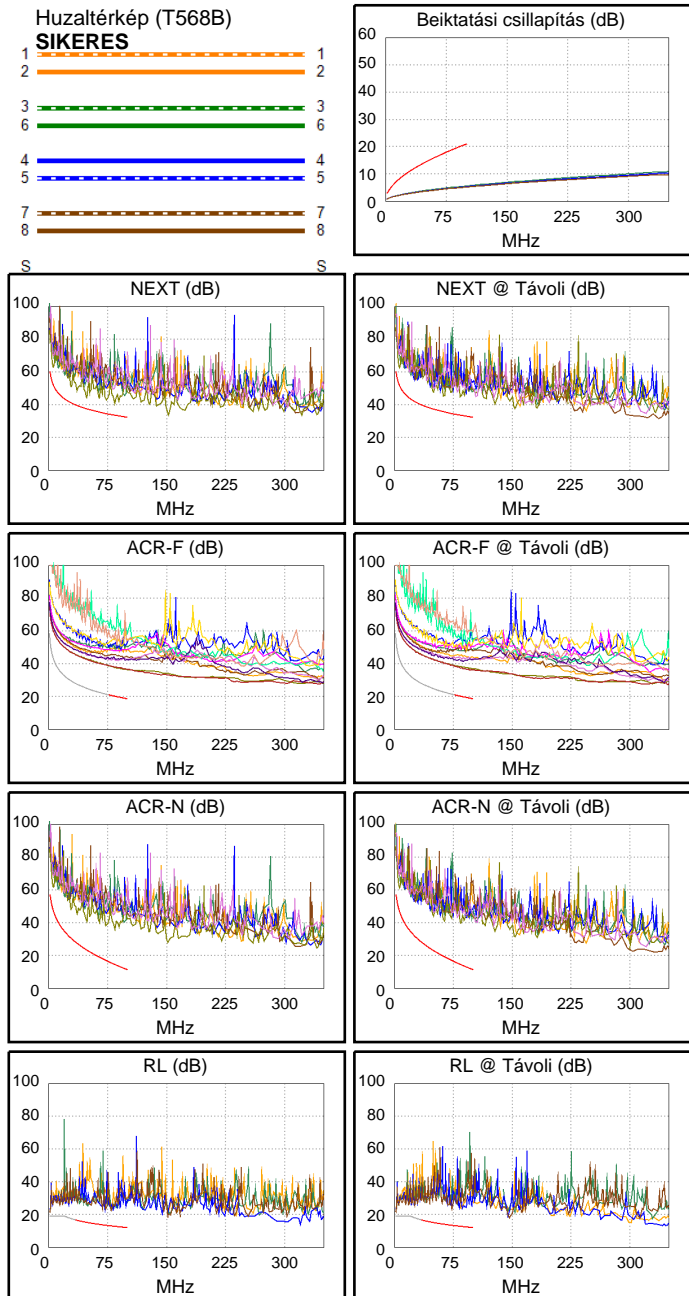 Huzaltérkép (T568B)
SIKERES
1 1
2 2
3 3
6 6
4 4
5 5
7 7
8 8
S S
Beiktatási csillapítás (dB)
60
50
40
30
20
10
0
0 75 150 225 300
MHz
NEXT (dB)
100
80
60
40
20
0
0 75 150 225 300
MHz
NEXT @ Távoli (dB)
100
80
60
40
20
0
0 75 150 225 300
MHz
ACR-F (dB)
100
80
60
40
20
0
0 75 150 225 300
MHz
ACR-F @ Távoli (dB)
100
80
60
40
20
0
0 75 150 225 300
MHz
ACR-N (dB)
100
80
60
40
20
0
0 75 150 225 300
MHz
ACR-N @ Távoli (dB)
100
80
60
40
20
0
0 75 150 225 300
MHz
RL (dB)
100
80
60
40
20
0
0 75 150 225 300
MHz
RL @ Távoli (dB)
100
80
60
40
20
0
0 75 150 225 300
MHz